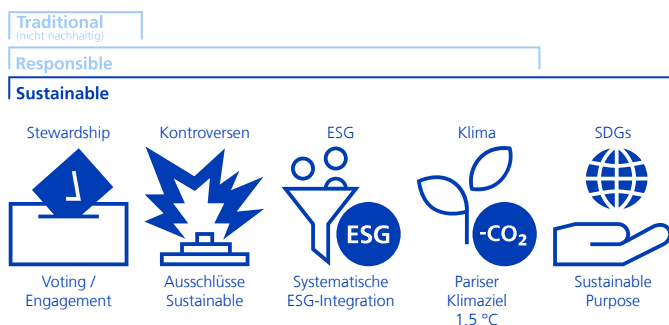 Traditional
(nicht nachhaltig)
Responsible
Sustainable
Stewardship
Kontroversen
ESG
Klima
SDGs
ESG
-CO₂
Voting /
Engagement
Ausschlüsse
Sustainable
Systematische
ESG-Integration
Pariser
Klimaziel
1,5 °C
Sustainable
Purpose